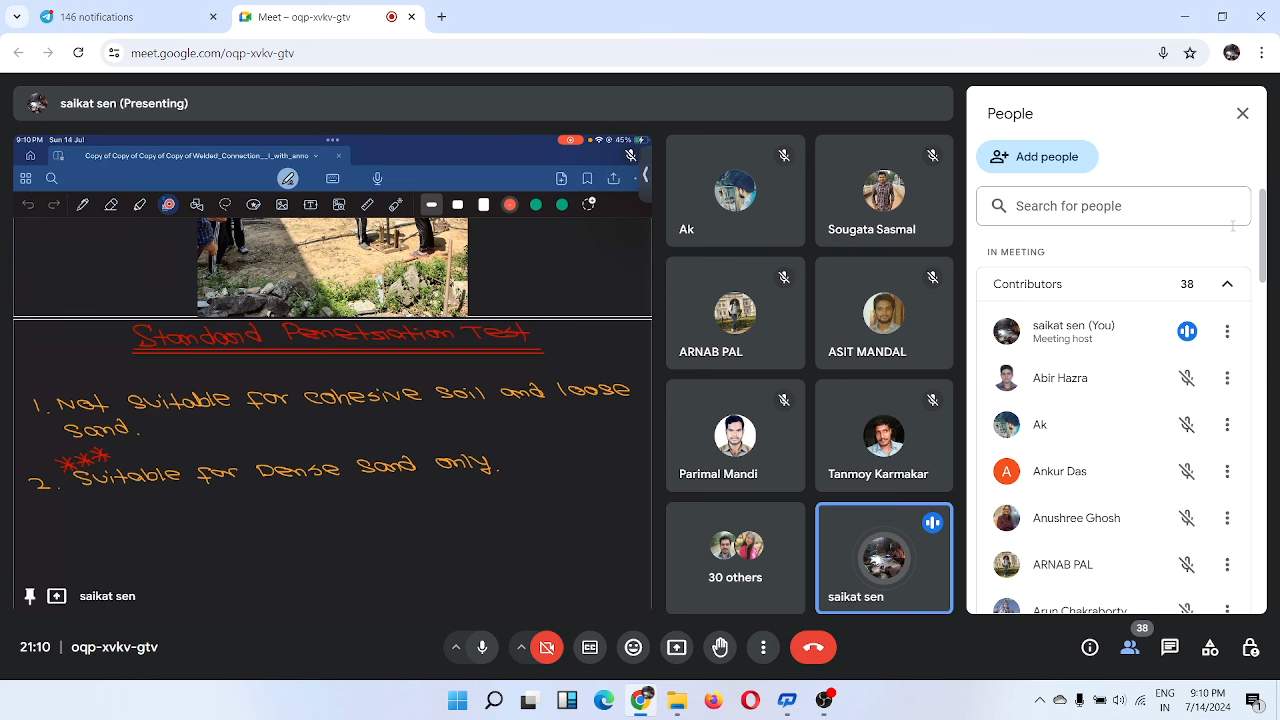 146 notifications
Meet – oqp-xvkv-gtv
meet.google.com/oqp-xvkv-gtv
saikat sen (Presenting)
9:10 PM Sun 14 Jul
45%
Copy of Copy of Copy of Copy of Welded_Connection__I_with_anno
Standard Penetration Test
1. Not suitable for cohesive soil and loose
sand.
***
2. Suitable for Dense sand only.
saikat sen
Ak
Sougata Sasmal
ARNAB PAL
ASIT MANDAL
Parimal Mandi
Tanmoy Karmakar
30 others
saikat sen
People
Add people
Search for people
IN MEETING
Contributors 38
saikat sen (You)
Meeting host
Abir Hazra
Ak
A Ankur Das
Anushree Ghosh
ARNAB PAL
Arun Chakraborty
21:10 | oqp-xvkv-gtv
38
ENG
IN
9:10 PM
7/14/2024
1